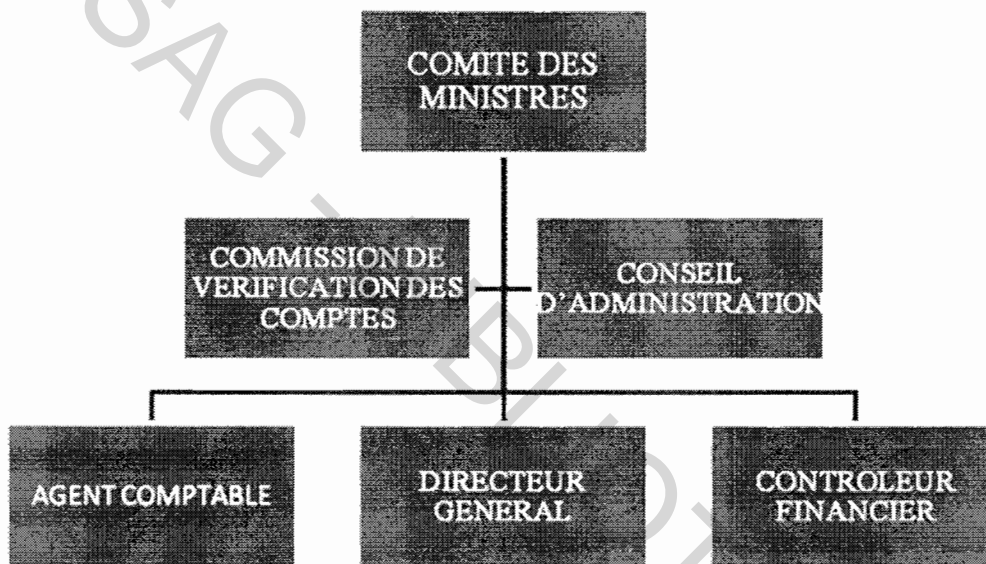 COMITE DES
MINISTRES
COMMISSION DE
VERIFICATION DES
COMPTES
CONSEIL
D'ADMINISTRATION
AGENT COMPTABLE
DIRECTEUR
GENERAL
CONTROLEUR
FINANCIER